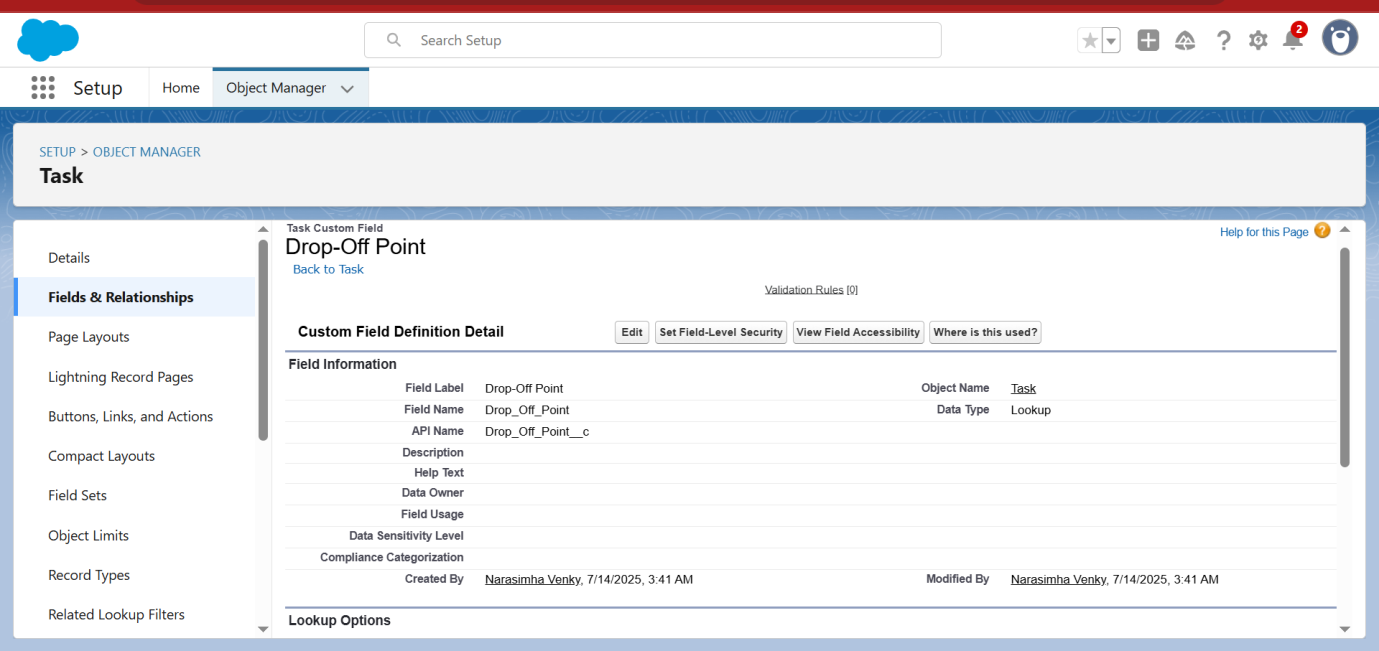 Search Setup
2
Setup
Home
Object Manager
SETUP > OBJECT MANAGER
Task
Details
Fields & Relationships
Page Layouts
Lightning Record Pages
Buttons, Links, and Actions
Compact Layouts
Field Sets
Object Limits
Record Types
Related Lookup Filters
Task Custom Field
Drop-Off Point
Back to Task
Help for this Page ?
Validation Rules [0]
Custom Field Definition Detail
Edit
Set Field-Level Security
View Field Accessibility
Where is this used?
Field Information
Field Label Drop-Off Point Object Name Task
Field Name Drop_Off_Point Data Type Lookup
API Name Drop_Off_Point__c
Description
Help Text
Data Owner
Field Usage
Data Sensitivity Level
Compliance Categorization
Created By Narasimha Venky, 7/14/2025, 3:41 AM Modified By Narasimha Venky, 7/14/2025, 3:41 AM
Lookup Options